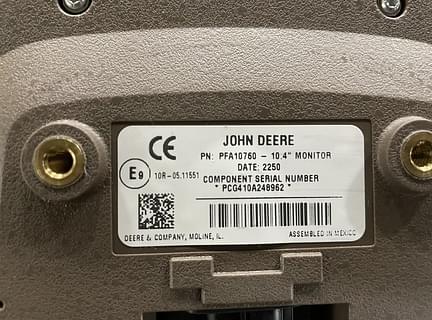 CE
JOHN DEERE
PN: PFA10760 - 10.4" MONITOR
DATE: 2250
E9
10R-05.11551
COMPONENT SERIAL NUMBER
* PCG410A248962 *
DEERE & COMPANY, MOLINE, IL.
ASSEMBLED IN MEXICO